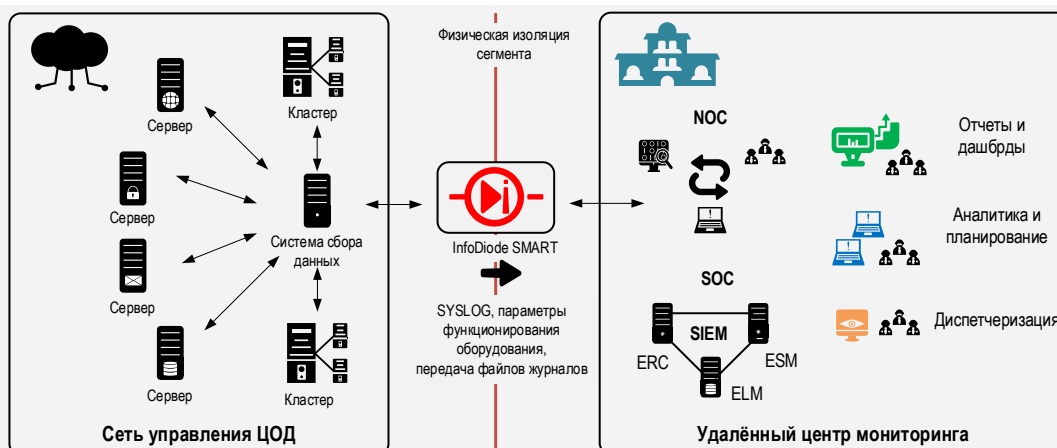 Сервер
Сервер
Сервер
Сервер
Кластер
Система сбора
данных
Кластер
Сеть управления ЦОД
Физическая изоляция
сегмента
InfoDiode SMART
SYSLOG, параметры
функционирования
оборудования,
передача файлов журналов
NOC
SOC
SIEM
ERC
ESM
ELM
Отчеты и
дашбрды
Аналитика и
планирование
Диспетчеризация
Удалённый центр мониторинга